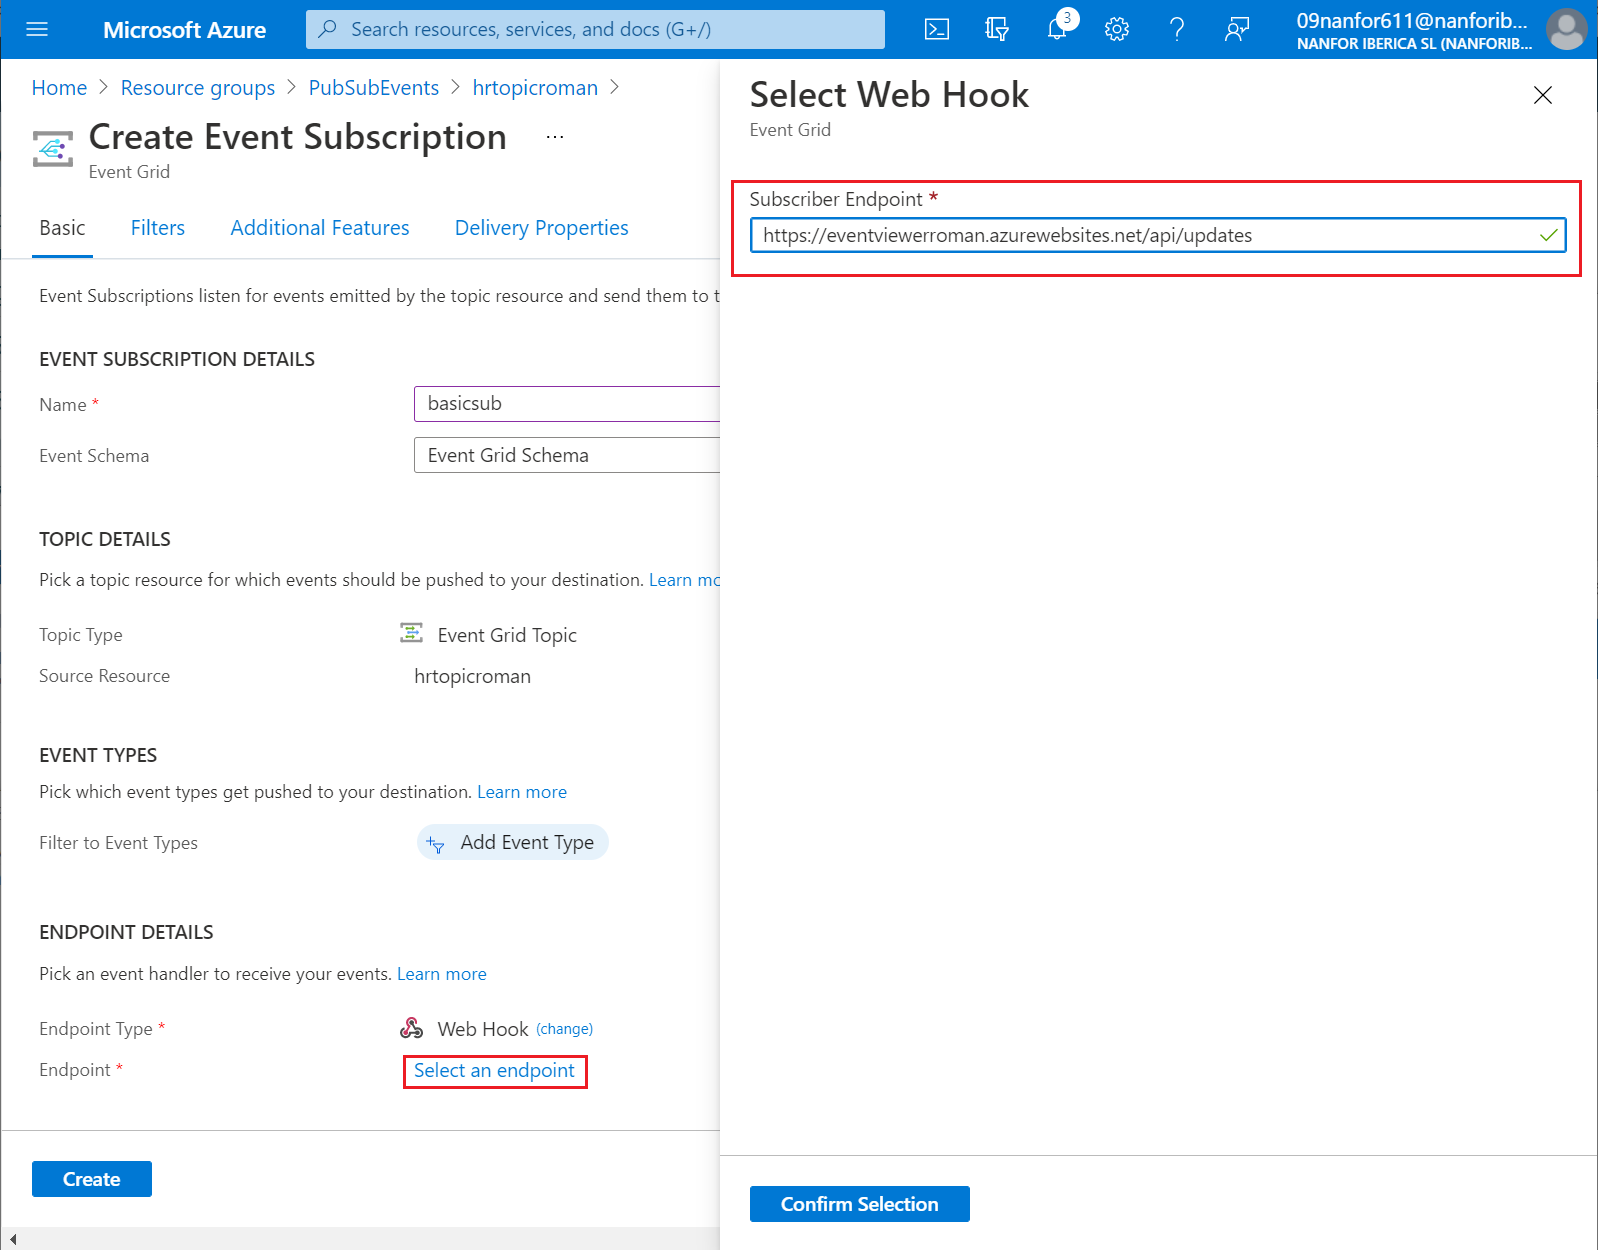 Microsoft Azure
Search resources, services, and docs (G+/)
3
09nanfor611@nanforib...
NANFOR IBERICA SL (NANFORIB...
Home > Resource groups > PubSubEvents > hrtopicroman >
Create Event Subscription ...
Event Grid
Basic Filters Additional Features Delivery Properties
Event Subscriptions listen for events emitted by the topic resource and send them to t
EVENT SUBSCRIPTION DETAILS
Name * basicsub
Event Schema Event Grid Schema
TOPIC DETAILS
Pick a topic resource for which events should be pushed to your destination. Learn mo
Topic Type Event Grid Topic
Source Resource hrtopicroman
EVENT TYPES
Pick which event types get pushed to your destination. Learn more
Filter to Event Types Add Event Type
ENDPOINT DETAILS
Pick an event handler to receive your events. Learn more
Endpoint Type * Web Hook (change)
Endpoint * Select an endpoint
Create
Select Web Hook
Event Grid
Subscriber Endpoint *
https://eventviewerroman.azurewebsites.net/api/updates
Confirm Selection